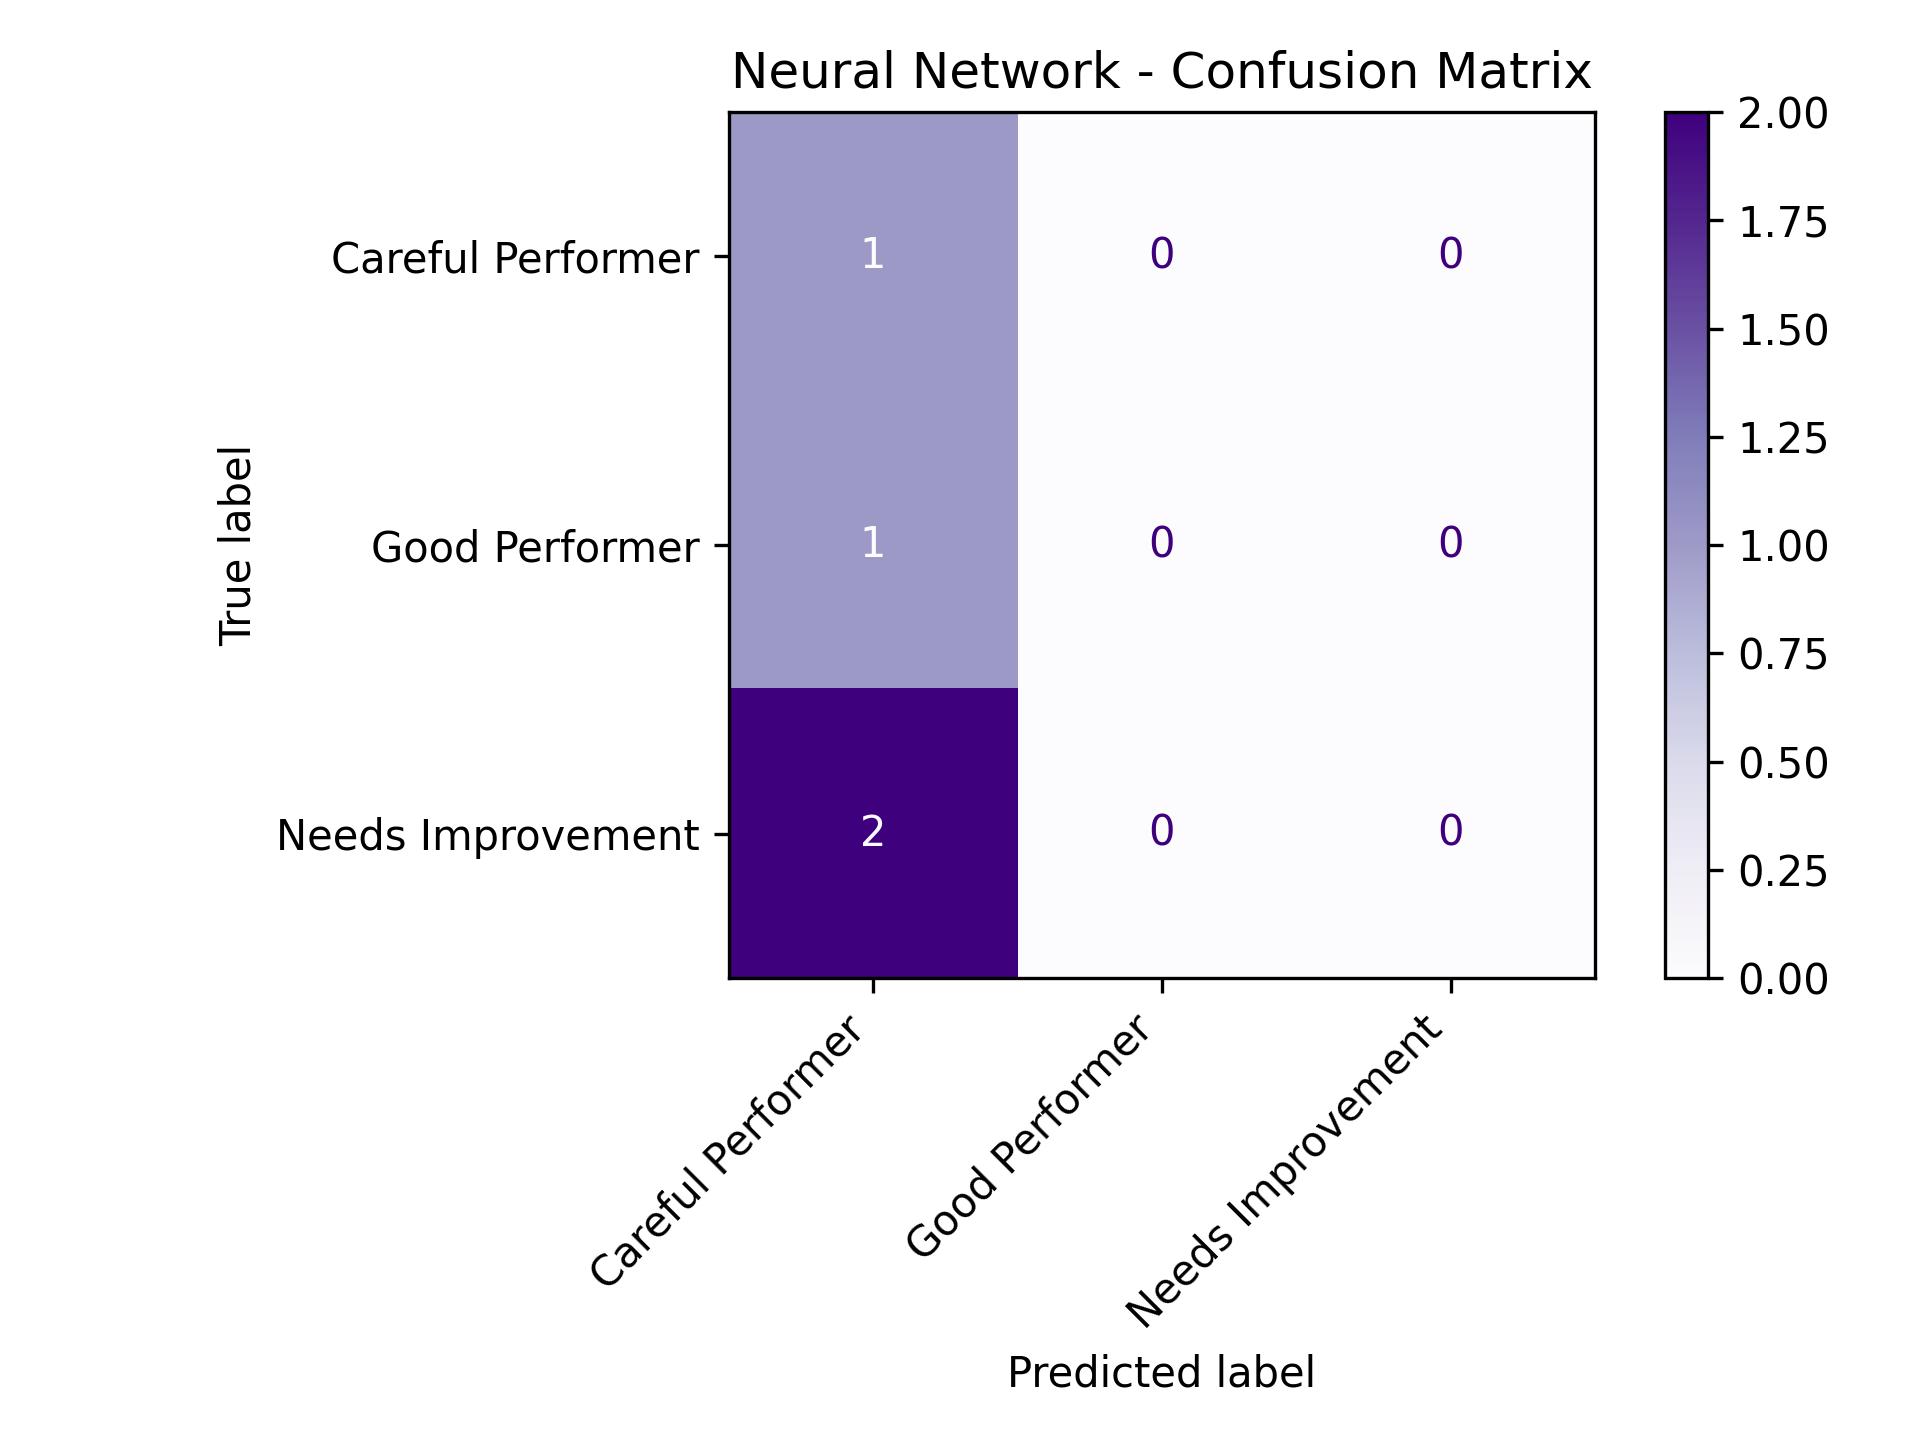 Neural Network - Confusion Matrix
True label
Careful Performer
1 0 0
Good Performer
1 0 0
Needs Improvement
2 0 0
Careful Performer
Good Performer
Needs Improvement
Predicted label
2.00
1.75
1.50
1.25
1.00
0.75
0.50
0.25
0.00